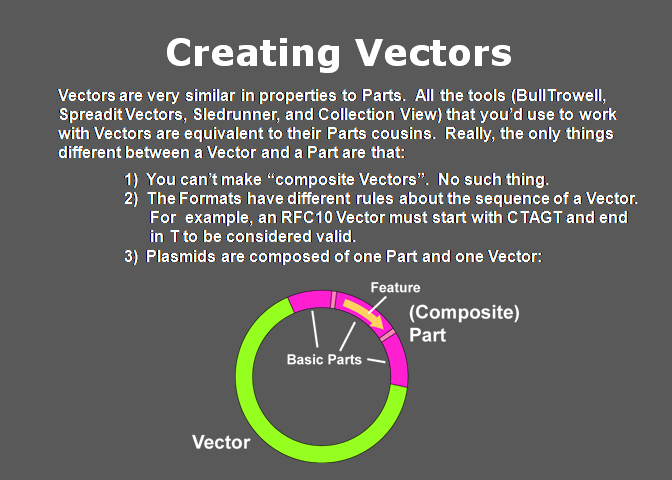 Creating Vectors
Vectors are very similar in properties to Parts.  All the tools (BullTrowell,
Spreadit Vectors, Sledrunner, and Collection View) that you'd use to work
with Vectors are equivalent to their Parts cousins.  Really, the only things
different between a Vector and a Part are that:
1)  You can't make “composite Vectors”.  No such thing.
2)  The Formats have different rules about the sequence of a Vector.
For  example, an RFC10 Vector must start with CTAGT and end
in T to be considered valid.
3)  Plasmids are composed of one Part and one Vector:
Feature
(Composite)
Part
Basic Parts
Vector